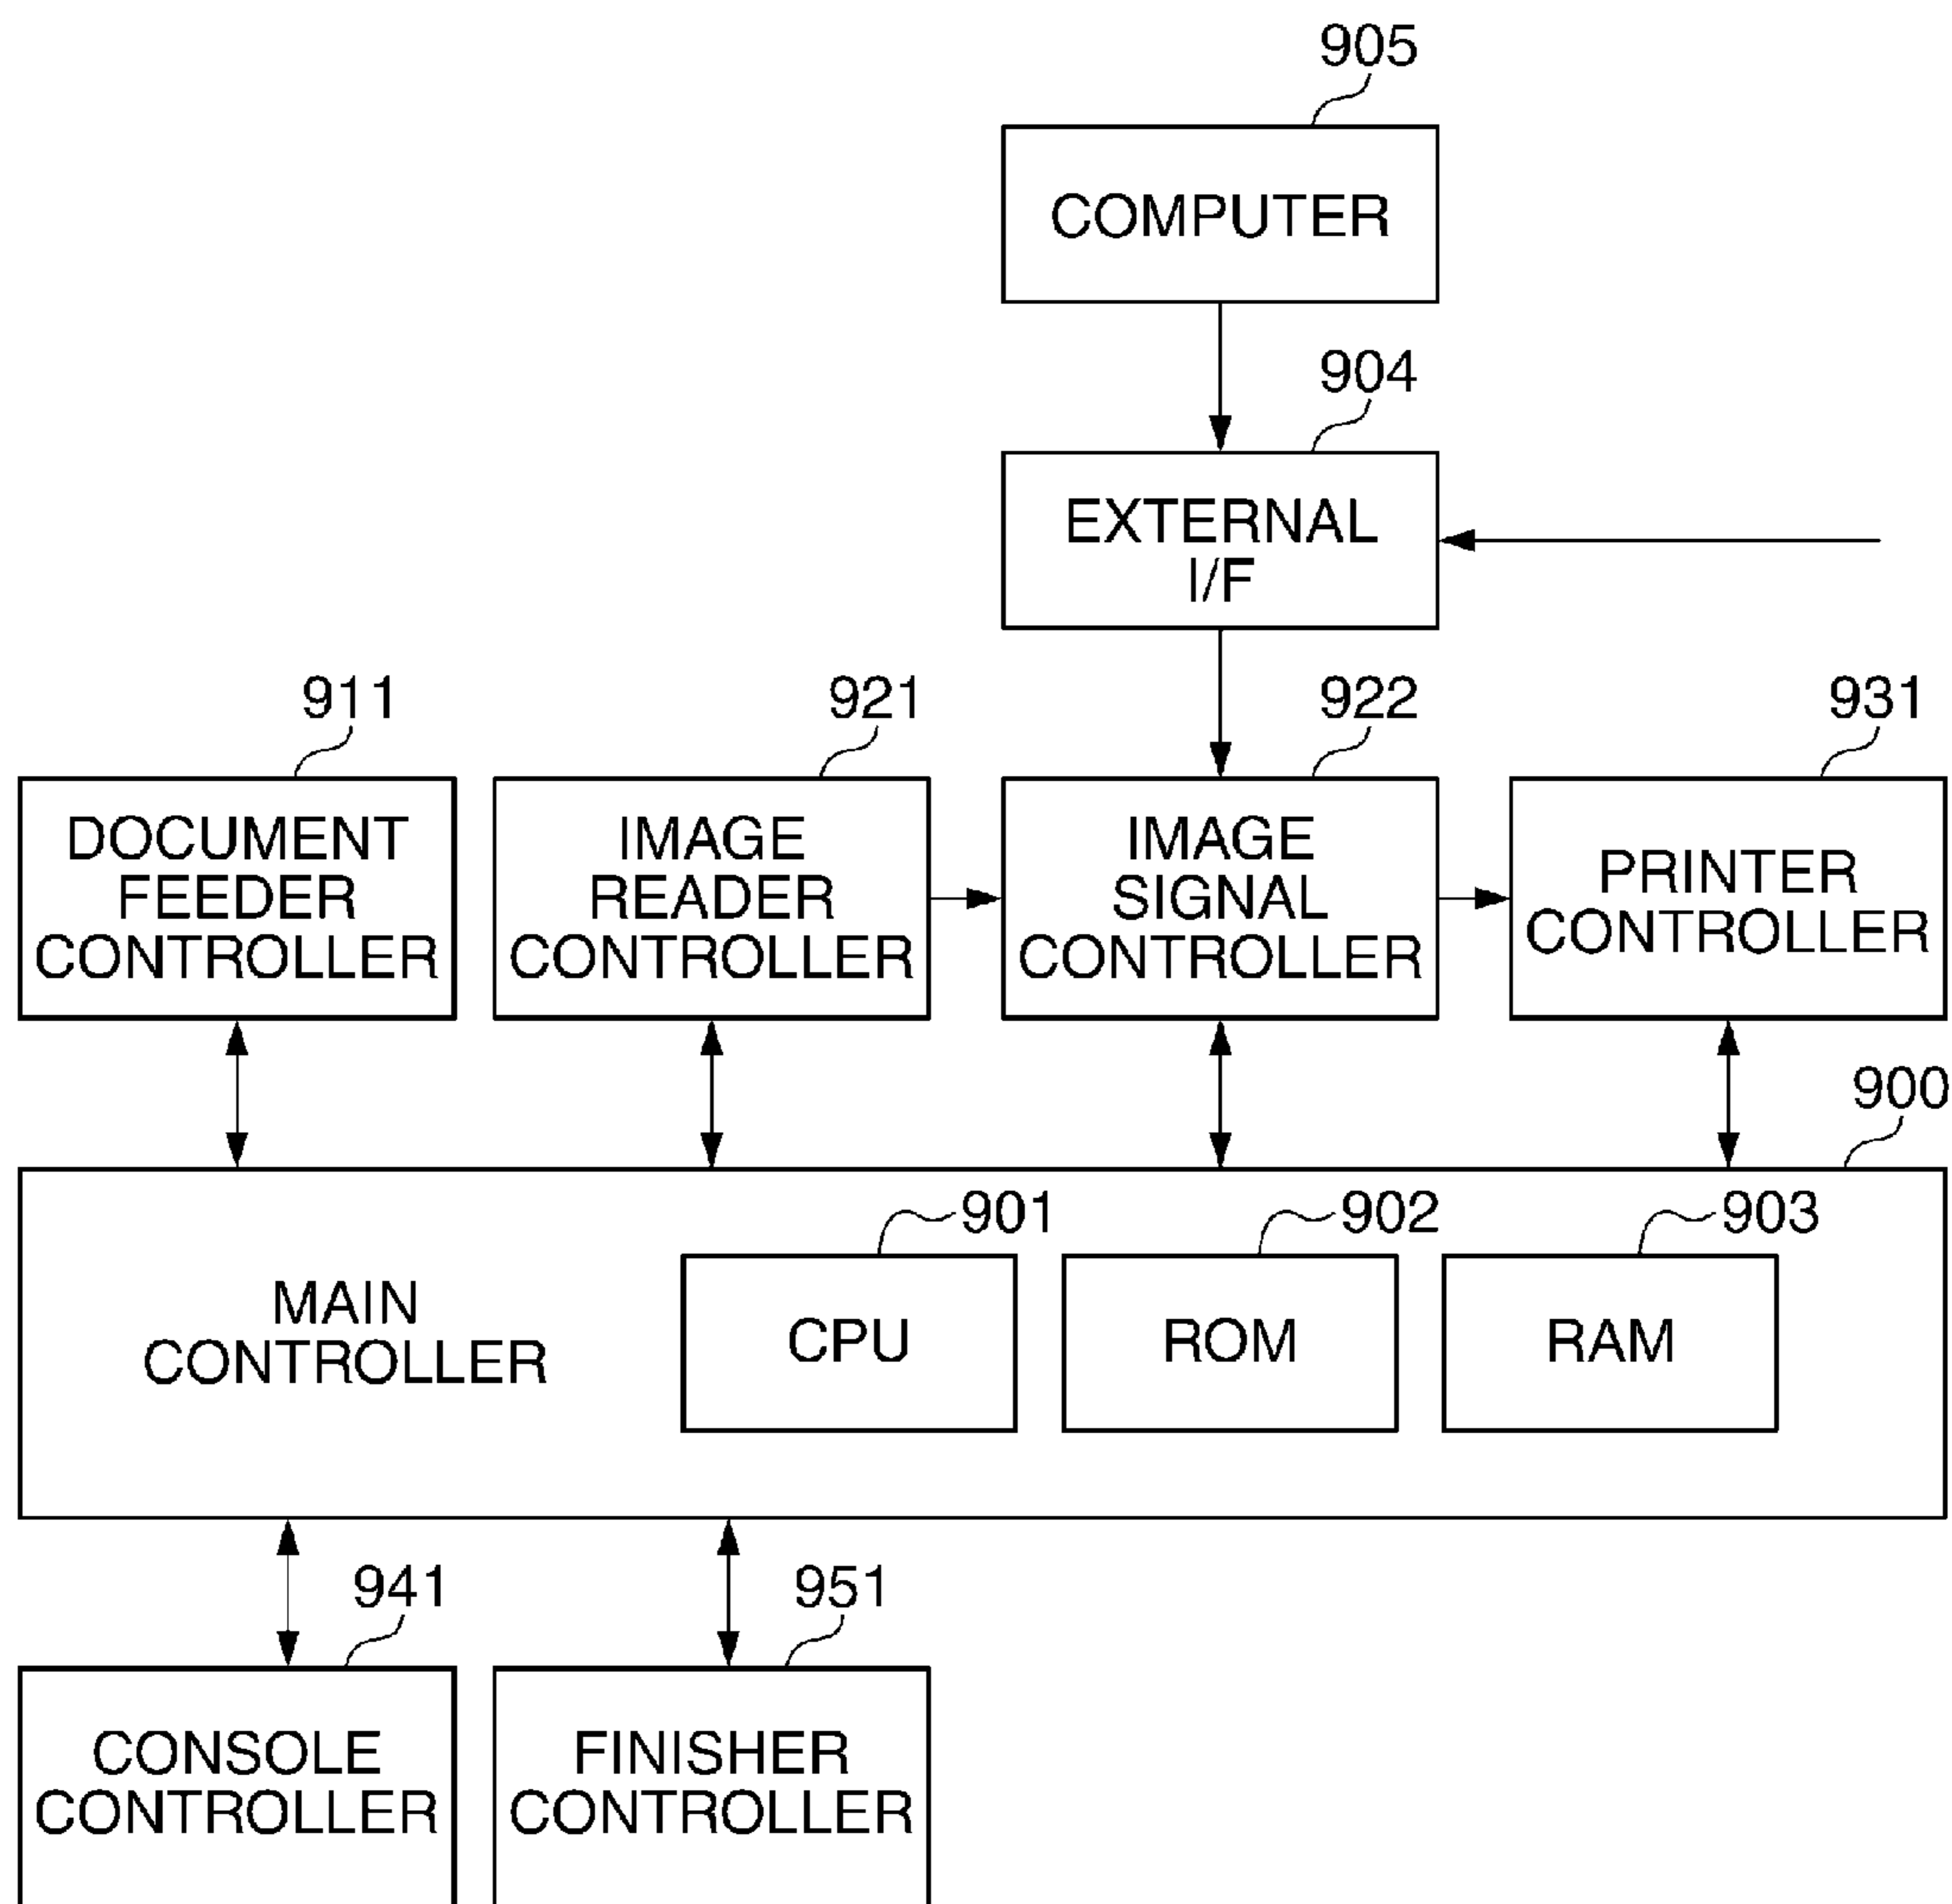 905
COMPUTER
904
EXTERNAL
I/F
911
921
922
931
DOCUMENT
FEEDER
CONTROLLER
IMAGE
READER
CONTROLLER
IMAGE
SIGNAL
CONTROLLER
PRINTER
CONTROLLER
900
901
902
903
MAIN
CONTROLLER
CPU
ROM
RAM
941
951
CONSOLE
CONTROLLER
FINISHER
CONTROLLER